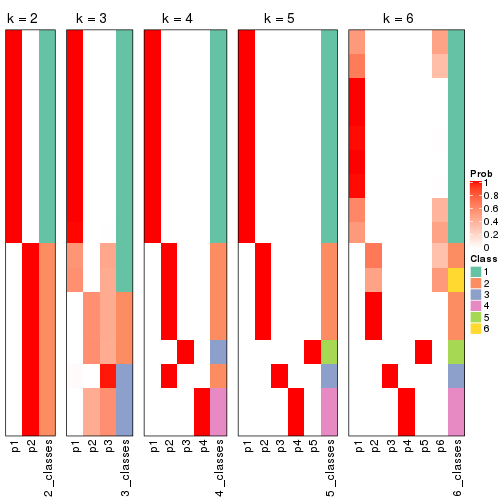 k = 2
k = 3
k = 4
k = 5
k = 6
Prob
1
0.8
0.6
0.4
0.2
0
Class
1
2
3
4
5
6
p1
p2
2_classes
p1
p2
p3
3_classes
p1
p2
p3
p4
4_classes
p1
p2
p3
p4
p5
5_classes
p1
p2
p3
p4
p5
p6
6_classes